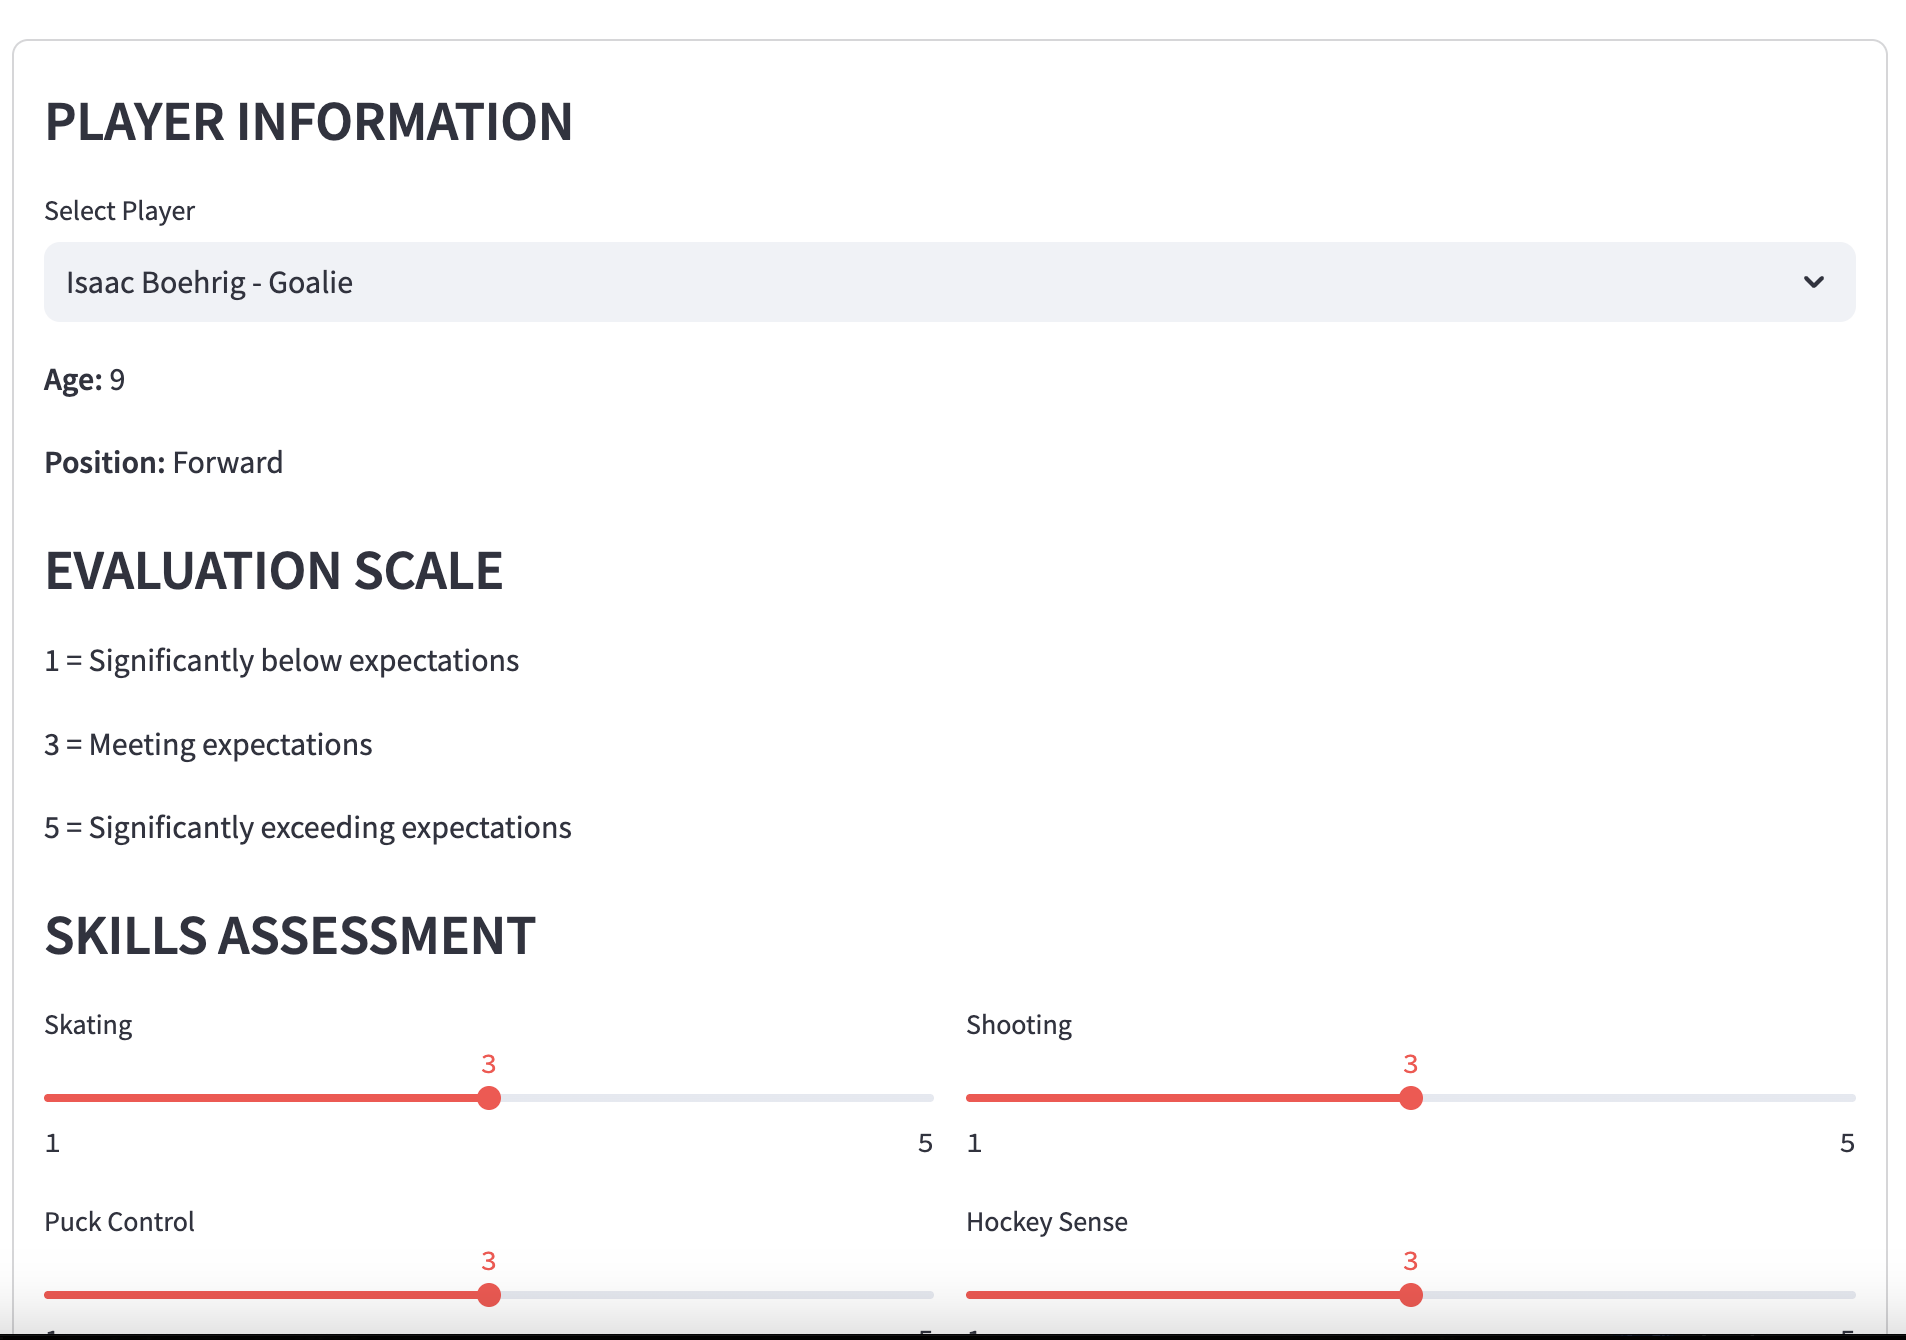 PLAYER INFORMATION
Select Player
Isaac Boehrig - Goalie
Age: 9
Position: Forward
EVALUATION SCALE
1 = Significantly below expectations
3 = Meeting expectations
5 = Significantly exceeding expectations
SKILLS ASSESSMENT
Skating
3
1 5
Shooting
3
1 5
Puck Control
3
Hockey Sense
3